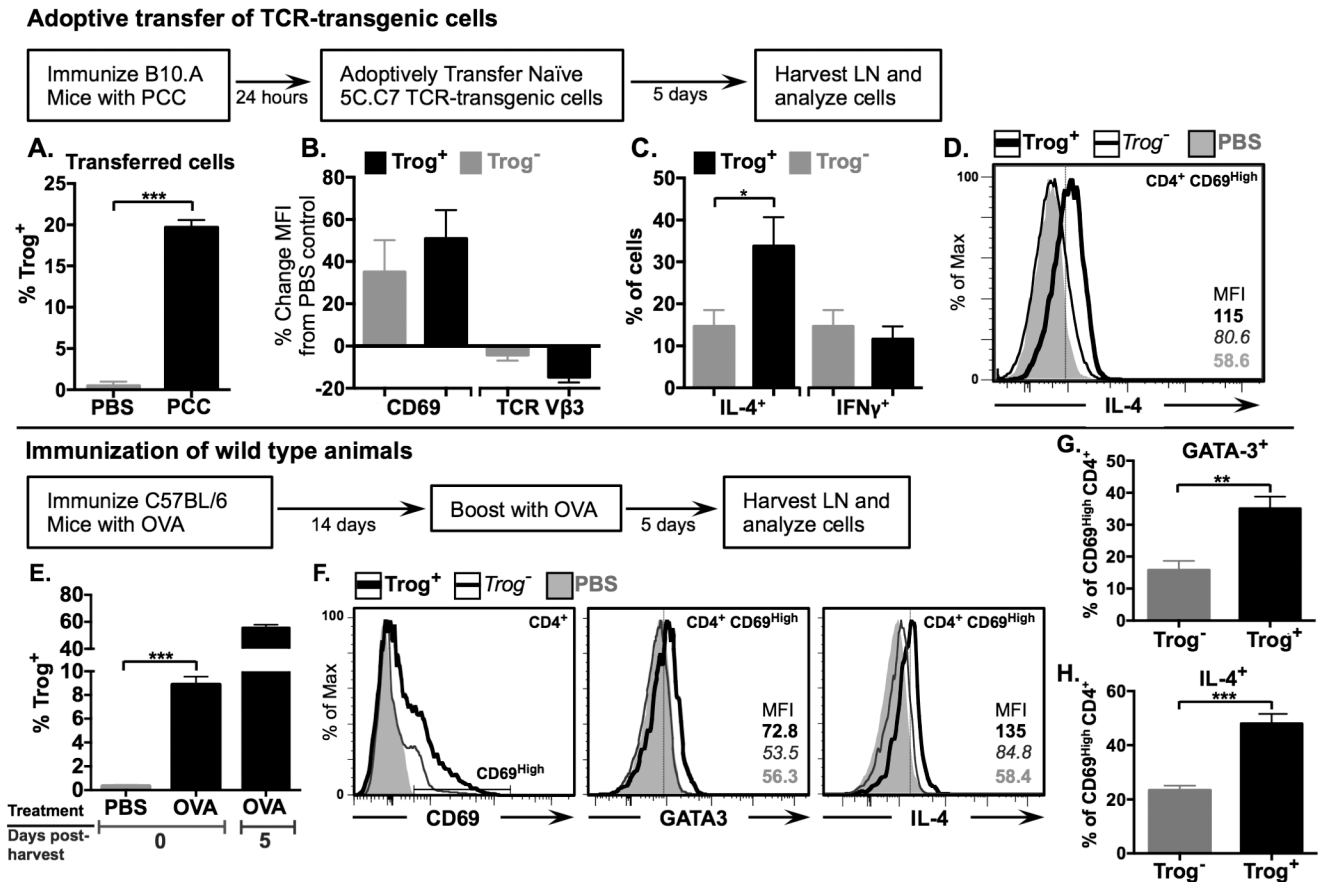 Adoptive transfer of TCR-transgenic cells
Immunize B10.A
Mice with PCC
24 hours
Adoptively Transfer Naïve
5C.C7 TCR-transgenic cells
5 days
Harvest LN and
analyze cells
A.
Transferred cells
% Trog+
25
20
15
10
5
0
***
PBS
PCC
B.
Trog+
Trog-
% Change MFI
from PBS control
80
60
40
20
0
-20
CD69
TCR Vβ3
C.
Trog+
Trog-
% of cells
50
40
30
20
10
0
*
IL-4+
IFNγ+
D.
Trog+
Trog-
PBS
CD4+ CD69High
% of Max
100
0
MFI
115
80.6
58.6
IL-4
Immunization of wild type animals
Immunize C57BL/6
Mice with OVA
14 days
Boost with OVA
5 days
Harvest LN and
analyze cells
E.
% Trog+
80
60
40
10
8
6
4
2
0
***
Treatment
PBS
OVA
OVA
Days post-
harvest
0
5
F.
Trog+
Trog-
PBS
% of Max
100
0
CD4+
CD69High
CD69
CD4+ CD69High
MFI
72.8
53.5
56.3
GATA3
CD4+ CD69High
MFI
135
84.8
58.4
IL-4
G.
GATA-3+
% of CD69High CD4+
50
40
30
20
10
0
**
Trog-
Trog+
H.
IL-4+
% of CD69High CD4+
60
40
20
0
***
Trog-
Trog+